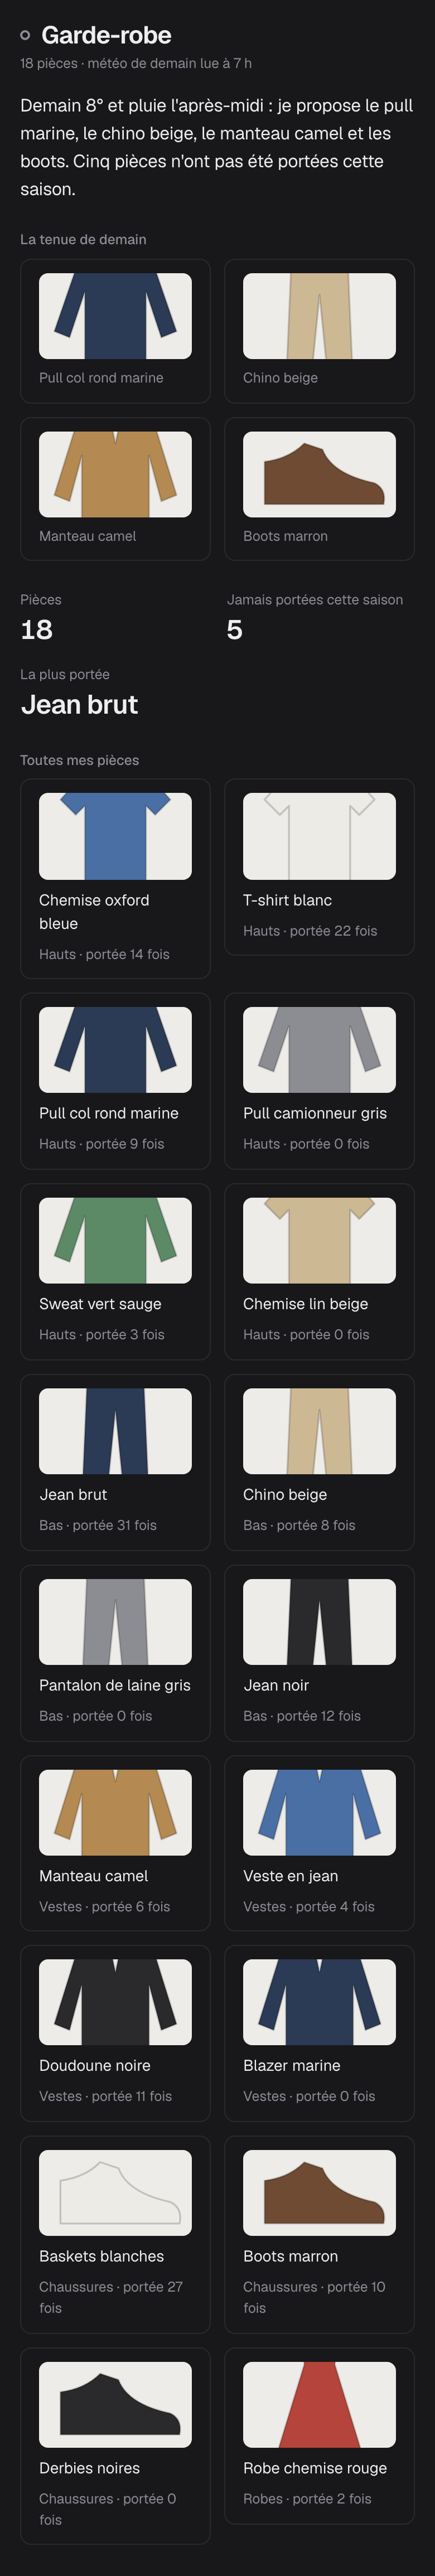 Garde-robe
18 pièces · météo de demain lue à 7 h
Demain 8° et pluie l'après-midi : je propose le pull
marine, le chino beige, le manteau camel et les
boots. Cinq pièces n'ont pas été portées cette
saison.
La tenue de demain
Pull col rond marine
Chino beige
Manteau camel
Boots marron
Pièces
18
Jamais portées cette saison
5
La plus portée
Jean brut
Toutes mes pièces
Chemise oxford
bleue
Hauts · portée 14 fois
T-shirt blanc
Hauts · portée 22 fois
Pull col rond marine
Hauts · portée 9 fois
Pull camionneur gris
Hauts · portée 0 fois
Sweat vert sauge
Hauts · portée 3 fois
Chemise lin beige
Hauts · portée 0 fois
Jean brut
Bas · portée 31 fois
Chino beige
Bas · portée 8 fois
Pantalon de laine gris
Bas · portée 0 fois
Jean noir
Bas · portée 12 fois
Manteau camel
Vestes · portée 6 fois
Veste en jean
Vestes · portée 4 fois
Doudoune noire
Vestes · portée 11 fois
Blazer marine
Vestes · portée 0 fois
Baskets blanches
Chaussures · portée 27
fois
Boots marron
Chaussures · portée 10
fois
Derbies noires
Chaussures · portée 0
fois
Robe chemise rouge
Robes · portée 2 fois